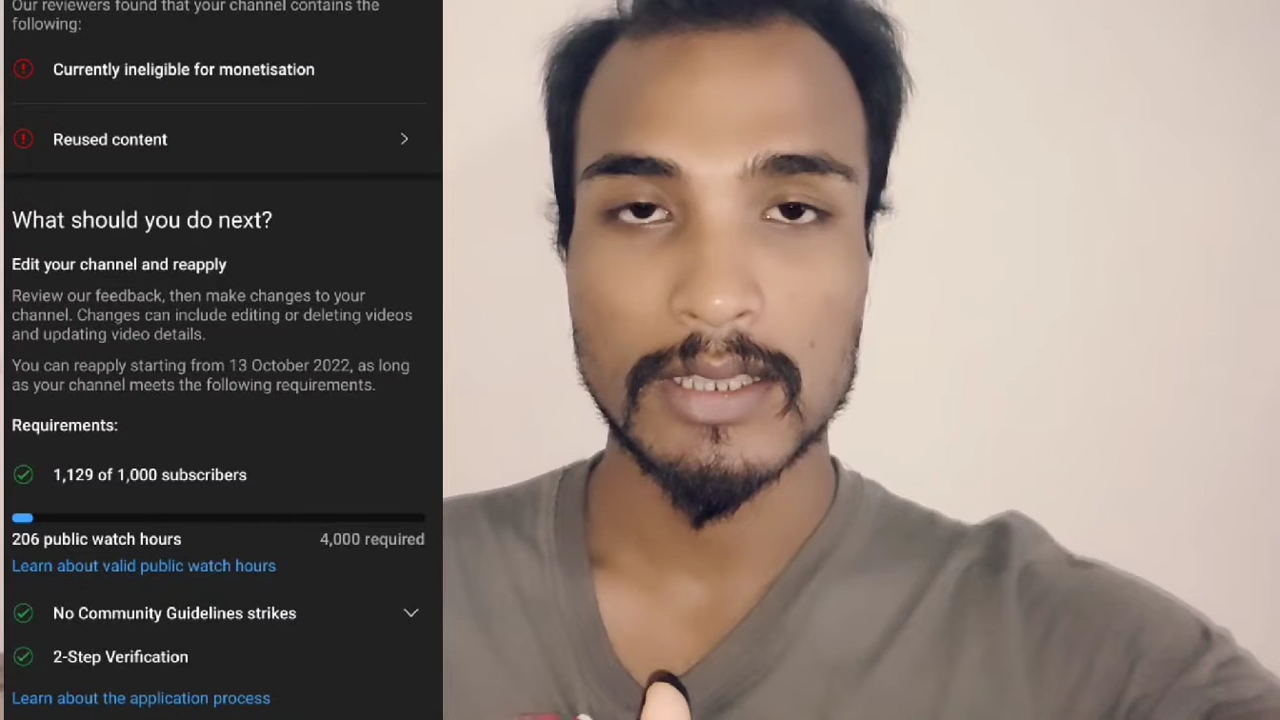 Our reviewers found that your channel contains the
following:
Currently ineligible for monetisation
Reused content
What should you do next?
Edit your channel and reapply
Review our feedback, then make changes to your
channel. Changes can include editing or deleting videos
and updating video details.
You can reapply starting from 13 October 2022, as long
as your channel meets the following requirements.
Requirements:
1,129 of 1,000 subscribers
206 public watch hours 4,000 required
Learn about valid public watch hours
No Community Guidelines strikes
2-Step Verification
Learn about the application process